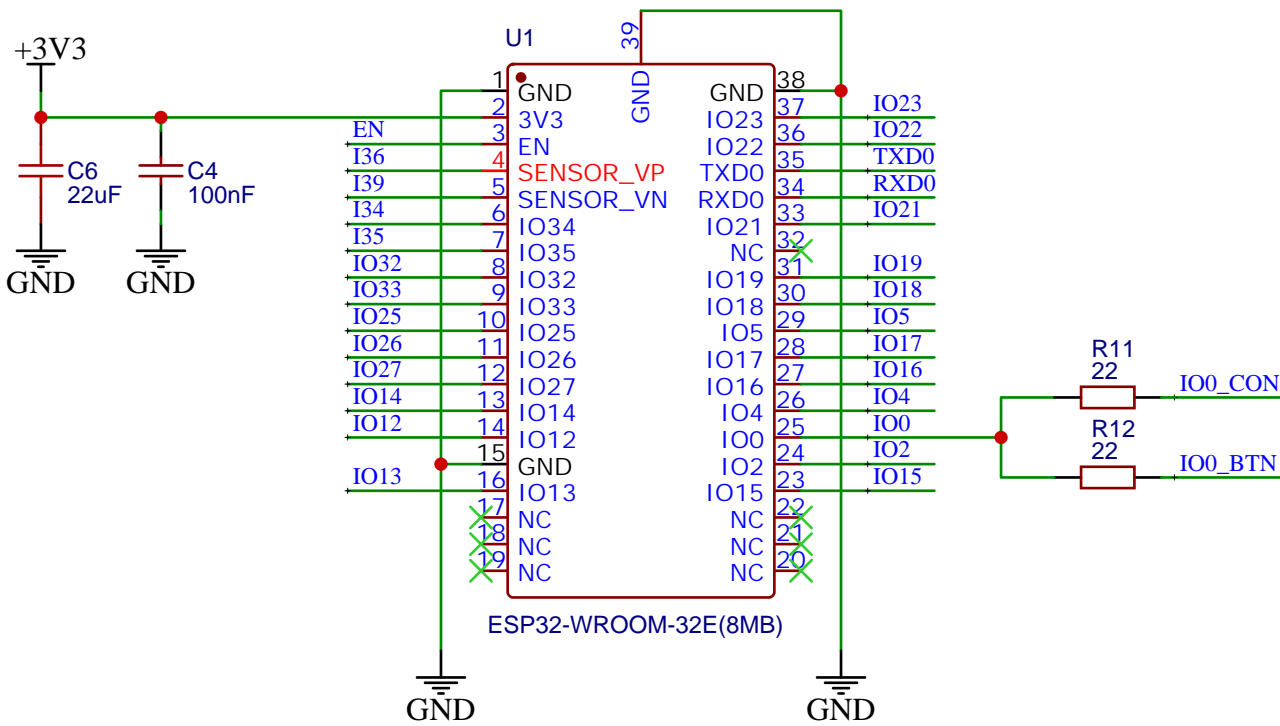 +3V3
C6
22uF
GND
C4
100nF
GND
U1
39
GND
1 GND
2 3V3
EN 3 EN
I36 4 SENSOR_VP
I39 5 SENSOR_VN
I34 6 IO34
I35 7 IO35
IO32 8 IO32
IO33 9 IO33
IO25 10 IO25
IO26 11 IO26
IO27 12 IO27
IO14 13 IO14
IO12 14 IO12
15 GND
IO13 16 IO13
17 NC
18 NC
19 NC
GND 38
IO23 37 IO23
IO22 36 IO22
TXD0 35 TXD0
RXD0 34 RXD0
IO21 33 IO21
NC 32
IO19 31 IO19
IO18 30 IO18
IO5 29 IO5
IO17 28 IO17
IO16 27 IO16
IO4 26 IO4
IO0 25 IO0
IO2 24 IO2
IO15 23 IO15
NC 22
NC 21
NC 20
ESP32-WROOM-32E(8MB)
GND
GND
R11
22
IO0_CON
R12
22
IO0_BTN